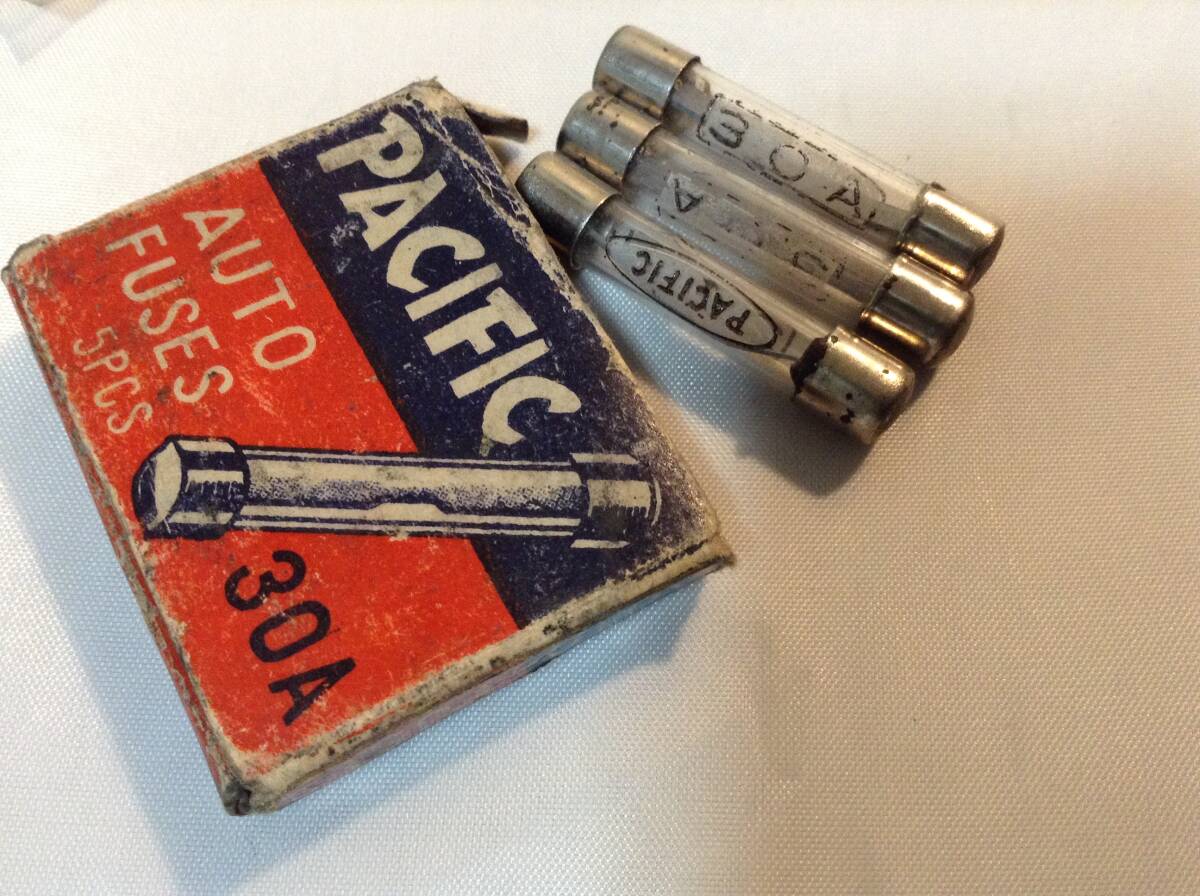 PACIFIC
AUTO
FUSES
5PCS
30A
30A
A
PACIFIC